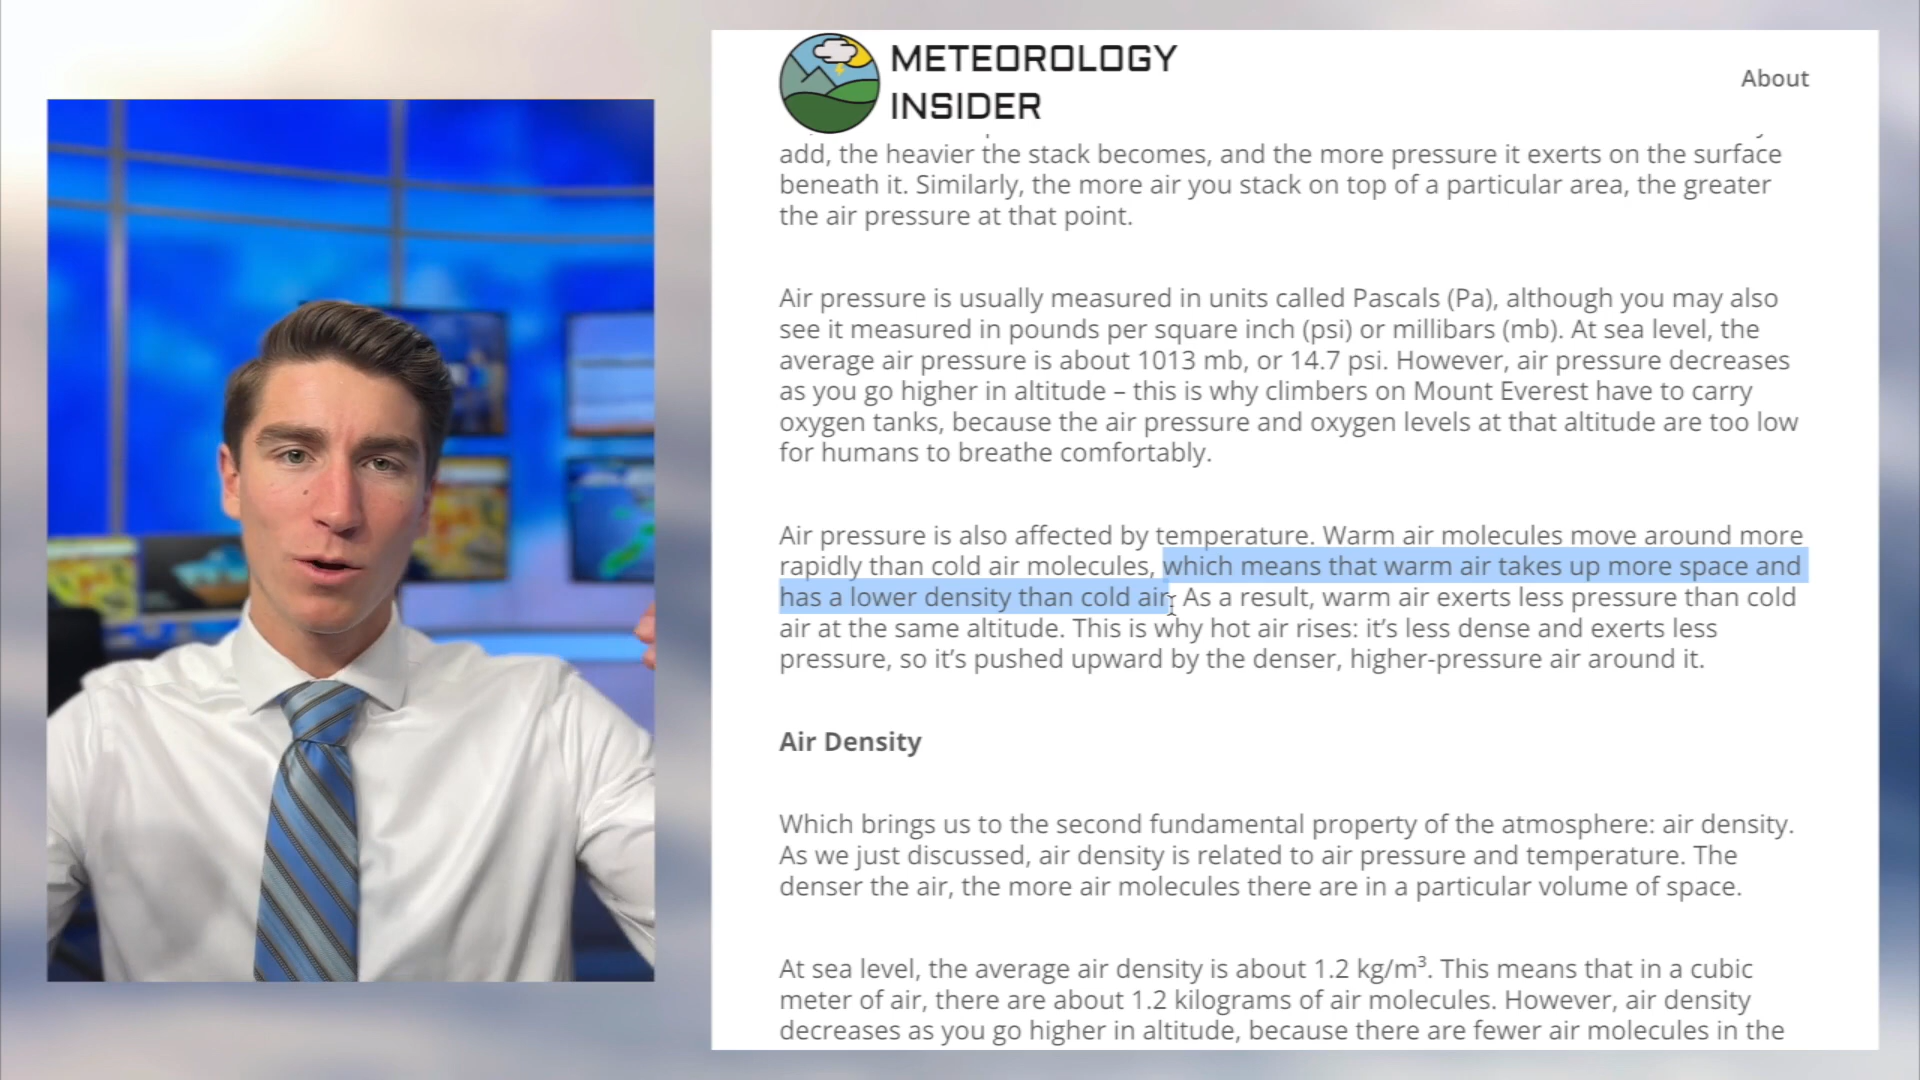 METEOROLOGY
INSIDER
About
add, the heavier the stack becomes, and the more pressure it exerts on the surface
beneath it. Similarly, the more air you stack on top of a particular area, the greater
the air pressure at that point.
Air pressure is usually measured in units called Pascals (Pa), although you may also
see it measured in pounds per square inch (psi) or millibars (mb). At sea level, the
average air pressure is about 1013 mb, or 14.7 psi. However, air pressure decreases
as you go higher in altitude – this is why climbers on Mount Everest have to carry
oxygen tanks, because the air pressure and oxygen levels at that altitude are too low
for humans to breathe comfortably.
Air pressure is also affected by temperature. Warm air molecules move around more
rapidly than cold air molecules, which means that warm air takes up more space and
has a lower density than cold air. As a result, warm air exerts less pressure than cold
air at the same altitude. This is why hot air rises: it’s less dense and exerts less
pressure, so it’s pushed upward by the denser, higher-pressure air around it.
Air Density
Which brings us to the second fundamental property of the atmosphere: air density.
As we just discussed, air density is related to air pressure and temperature. The
denser the air, the more air molecules there are in a particular volume of space.
At sea level, the average air density is about 1.2 kg/m³. This means that in a cubic
meter of air, there are about 1.2 kilograms of air molecules. However, air density
decreases as you go higher in altitude, because there are fewer air molecules in the